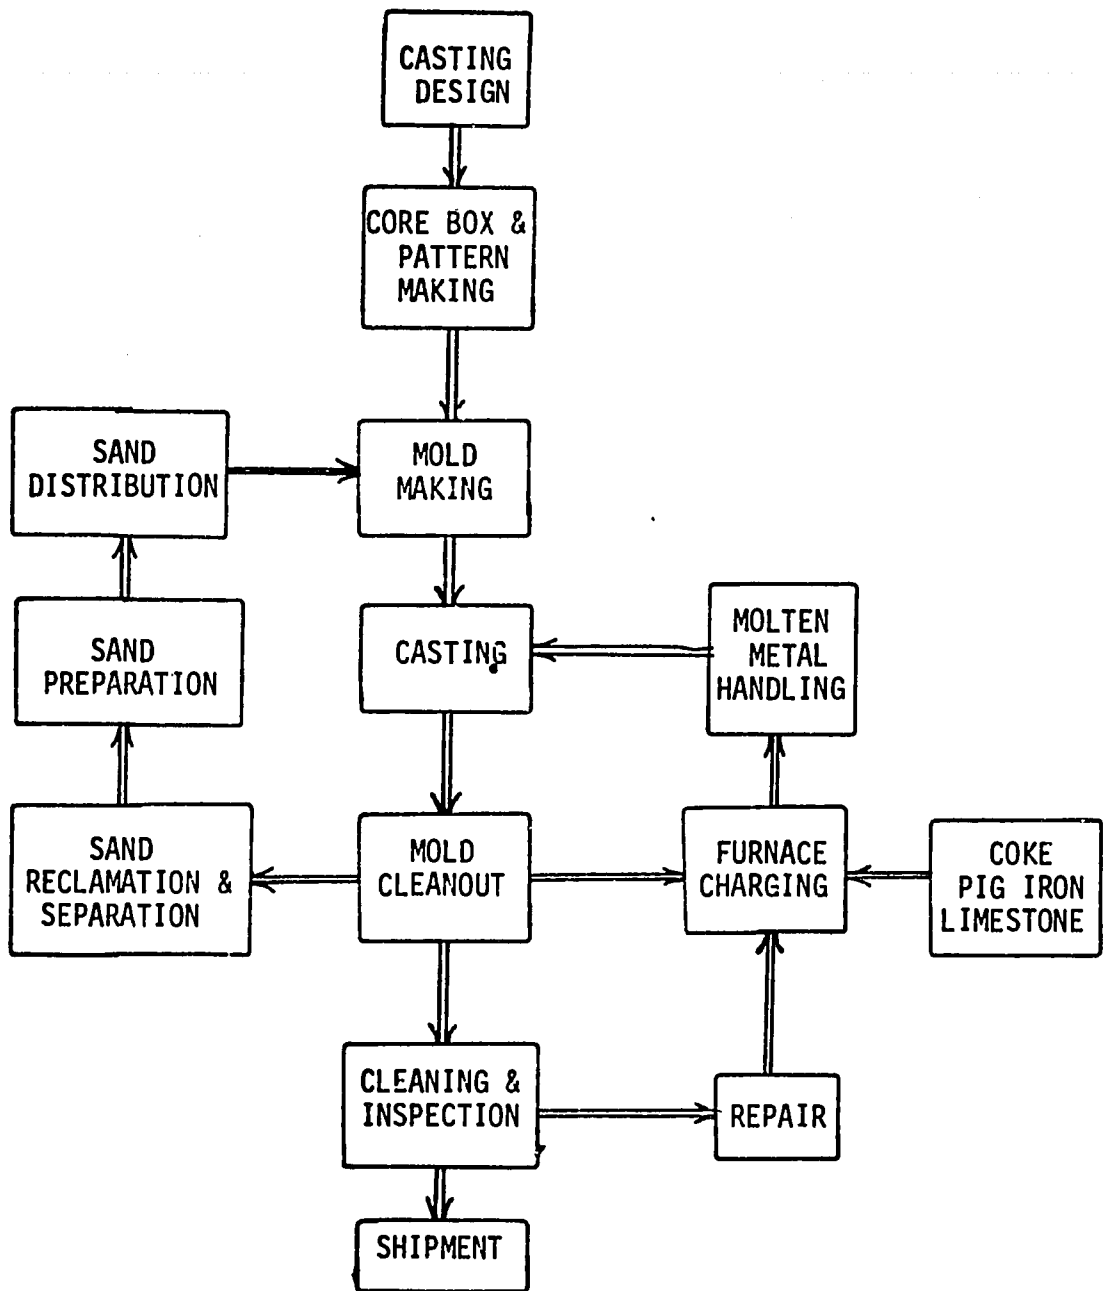 CASTING
DESIGN
CORE BOX &
PATTERN
MAKING
SAND
DISTRIBUTION
MOLD
MAKING
SAND
PREPARATION
CASTING
MOLTEN
METAL
HANDLING
SAND
RECLAMATION &
SEPARATION
MOLD
CLEANOUT
FURNACE
CHARGING
COKE
PIG IRON
LIMESTONE
CLEANING &
INSPECTION
REPAIR
SHIPMENT